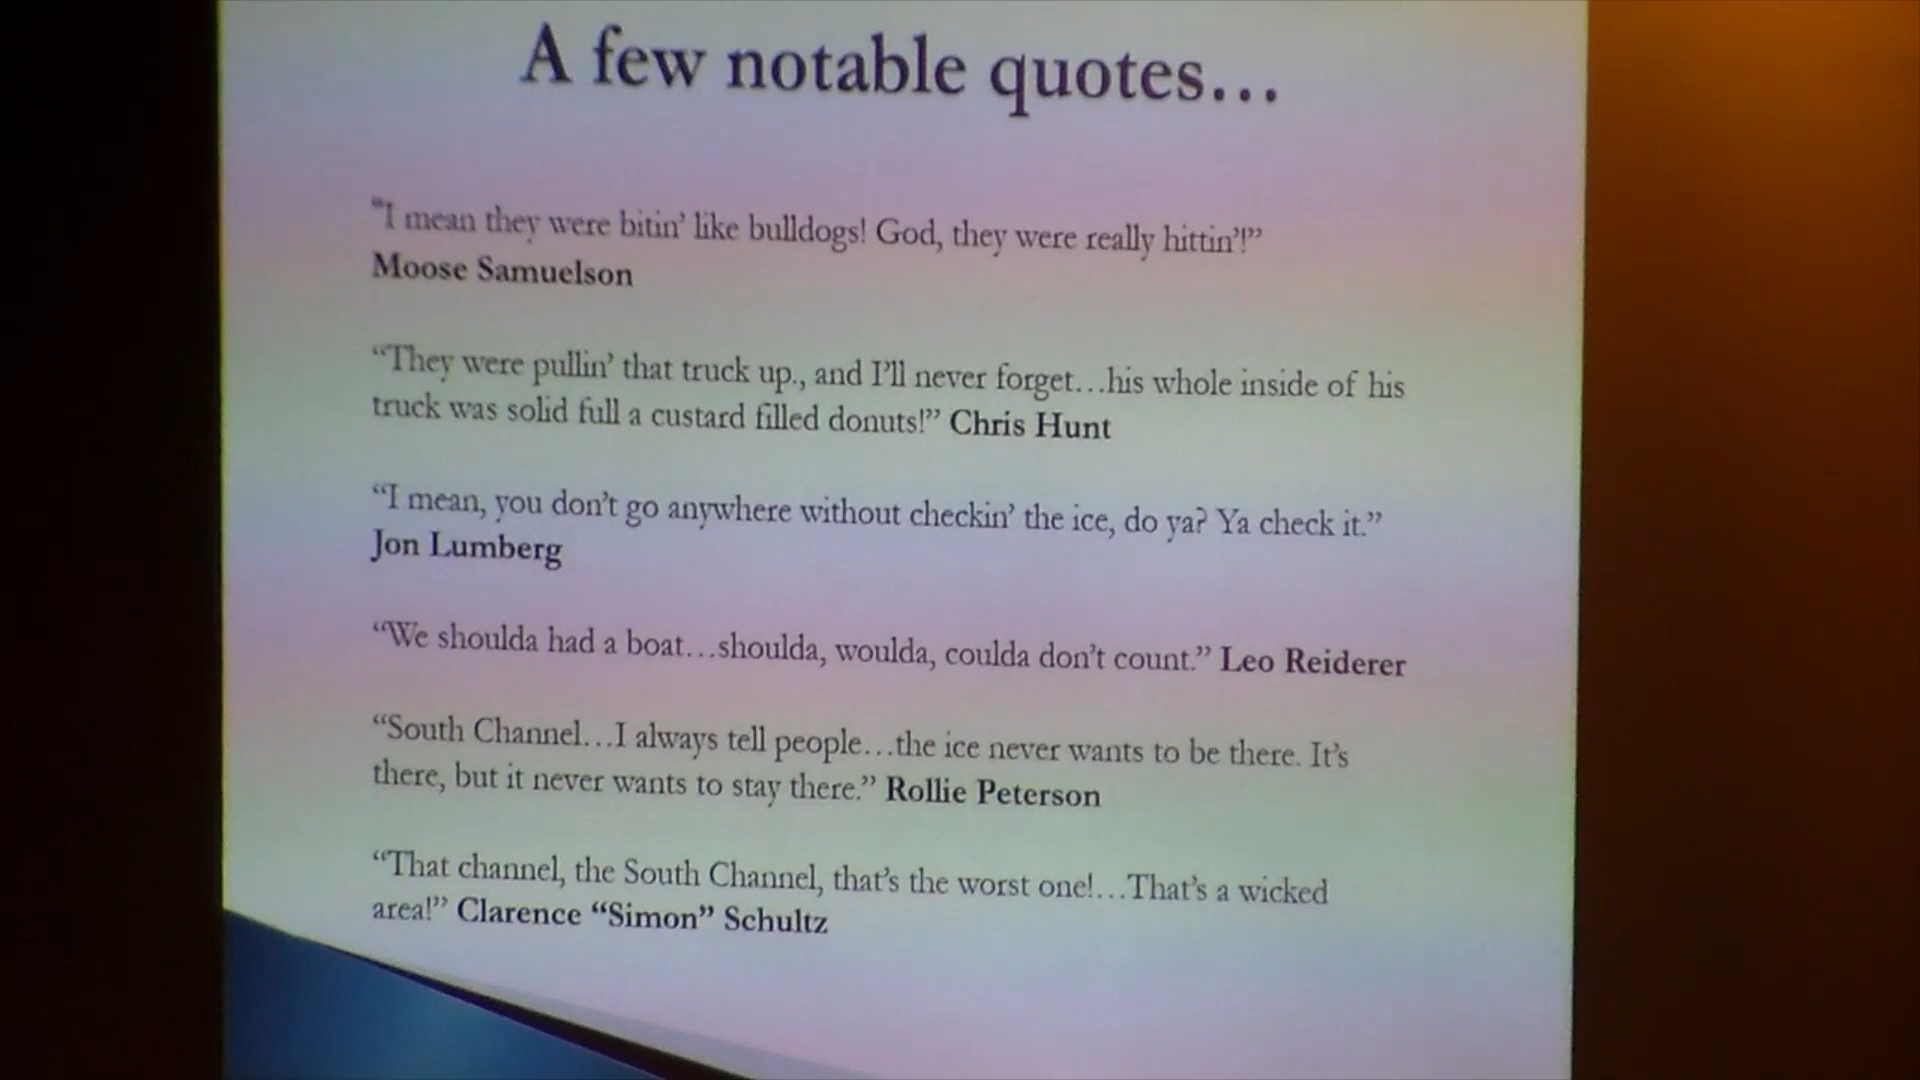 A few notable quotes…
“I mean they were bitin’ like bulldogs! God, they were really hittin’!”
Moose Samuelson
“They were pullin’ that truck up., and I’ll never forget…his whole inside of his
truck was solid full a custard filled donuts!” Chris Hunt
“I mean, you don’t go anywhere without checkin’ the ice, do ya? Ya check it.”
Jon Lumberg
“We shoulda had a boat…shoulda, woulda, coulda don’t count.” Leo Reiderer
“South Channel…I always tell people…the ice never wants to be there. It’s
there, but it never wants to stay there.” Rollie Peterson
“That channel, the South Channel, that’s the worst one!…That’s a wicked
area!” Clarence “Simon” Schultz